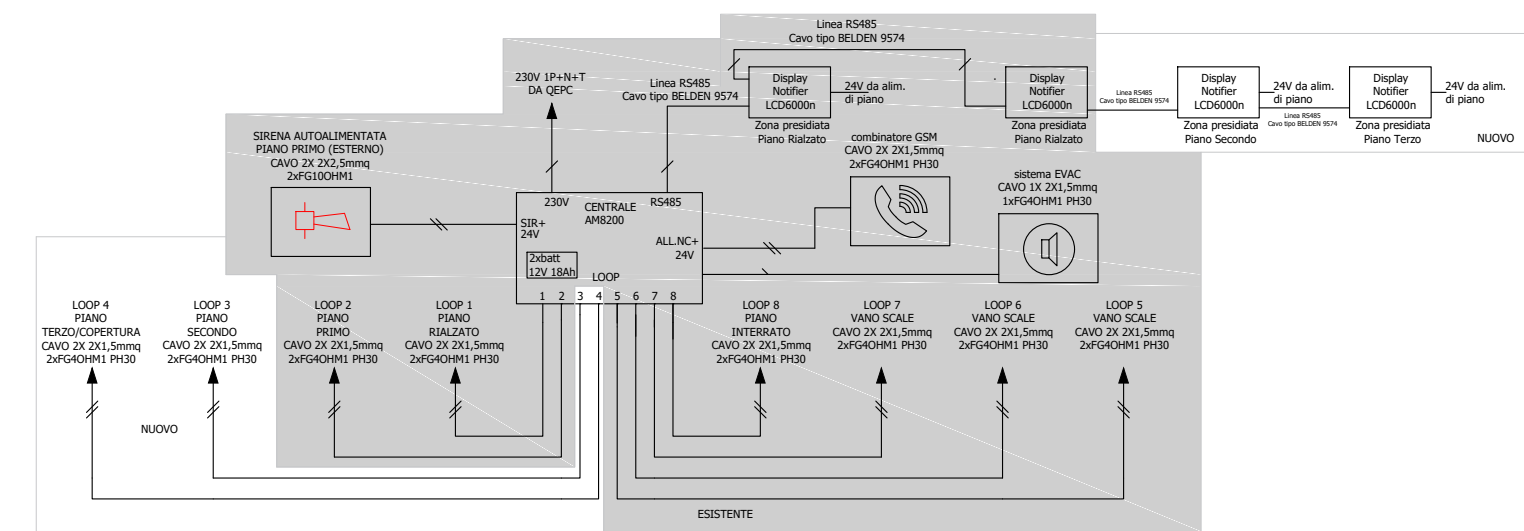 Linea RS485
Cavo tipo BELDEN 9574
230V 1P+N+T
DA QEPC
Linea RS485
Cavo tipo BELDEN 9574
Display
Notifier
LCD6000n
24V da alim.
di piano
Zona presidiata
Piano Rialzato
Display
Notifier
LCD6000n
Zona presidiata
Piano Rialzato
Linea RS485
Cavo tipo BELDEN 9574
Display
Notifier
LCD6000n
24V da alim.
di piano
Zona presidiata
Piano Secondo
Linea RS485
Cavo tipo BELDEN 9574
Display
Notifier
LCD6000n
24V da alim.
di piano
Zona presidiata
Piano Terzo
NUOVO
SIRENA AUTOALIMENTATA
PIANO PRIMO (ESTERNO)
CAVO 2X 2X2,5mmq
2xFG10OHM1
combinatore GSM
CAVO 2X 2X1,5mmq
2xFG4OHM1 PH30
sistema EVAC
CAVO 1X 2X1,5mmq
1xFG4OHM1 PH30
230V
CENTRALE
AM8200
RS485
SIR+
24V
ALL.NC+
24V
2xbatt
12V 18Ah
LOOP
1 2 3 4 5 6 7 8
LOOP 4
PIANO
TERZO/COPERTURA
CAVO 2X 2X1,5mmq
2xFG4OHM1 PH30
LOOP 3
PIANO
SECONDO
CAVO 2X 2X1,5mmq
2xFG4OHM1 PH30
LOOP 2
PIANO
PRIMO
CAVO 2X 2X1,5mmq
2xFG4OHM1 PH30
LOOP 1
PIANO
RIALZATO
CAVO 2X 2X1,5mmq
2xFG4OHM1 PH30
LOOP 8
PIANO
INTERRATO
CAVO 2X 2X1,5mmq
2xFG4OHM1 PH30
LOOP 7
VANO SCALE
CAVO 2X 2X1,5mmq
2xFG4OHM1 PH30
LOOP 6
VANO SCALE
CAVO 2X 2X1,5mmq
2xFG4OHM1 PH30
LOOP 5
VANO SCALE
CAVO 2X 2X1,5mmq
2xFG4OHM1 PH30
NUOVO
ESISTENTE